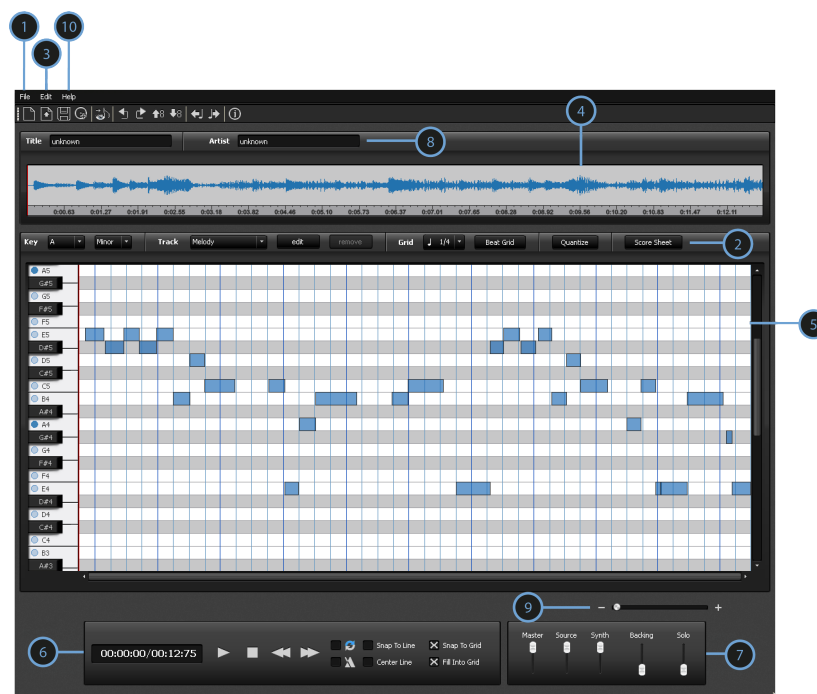 1 10
3
File Edit Help
8 8
4
Title unknown Artist unknown 8
0:00.63 0:01.27 0:01.91 0:02.55 0:03.18 0:03.82 0:04.46 0:05.10 0:05.73 0:06.37 0:07.01 0:07.65 0:08.28 0:08.92 0:09.56 0:10.20 0:10.83 0:11.47 0:12.11
Key A Minor Track Melody edit remove Grid 1/4 Beat Grid Quantize Score Sheet 2
A5
G#5
G5
F#5
F5
5
E5
D#5
D5
C#5
C5
B4
A#4
A4
G#4
G4
F#4
F4
E4
D#4
D4
C#4
C4
B3
A#3
9 − +
6 00:00:00/00:12:75 Snap To Line Snap To Grid
Center Line Fill Into Grid
Master Source Synth Backing Solo
7